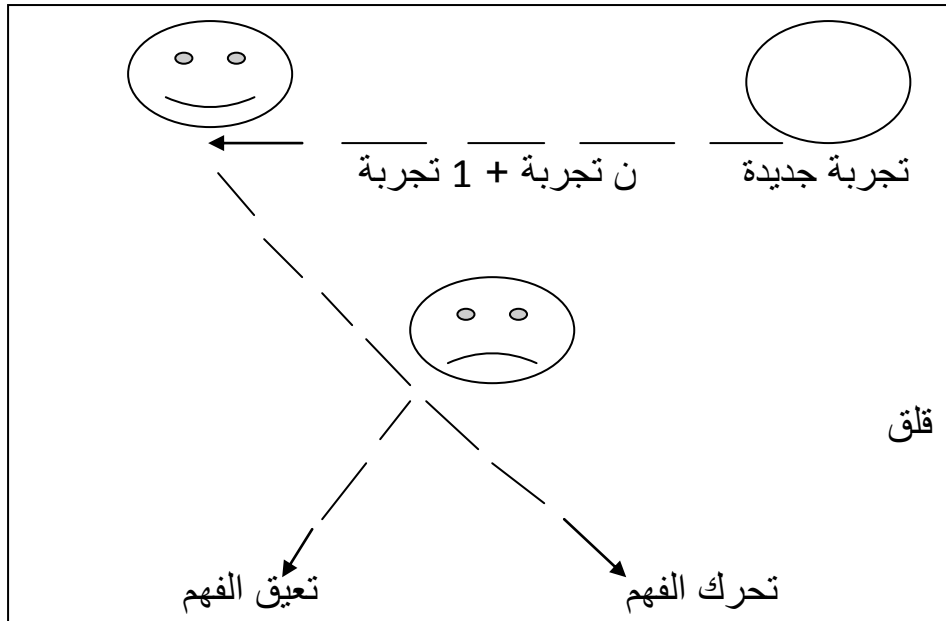 تجربة جديدة
ن تجربة + 1 تجربة
قلق
تحرك الفهم
تعيق الفهم